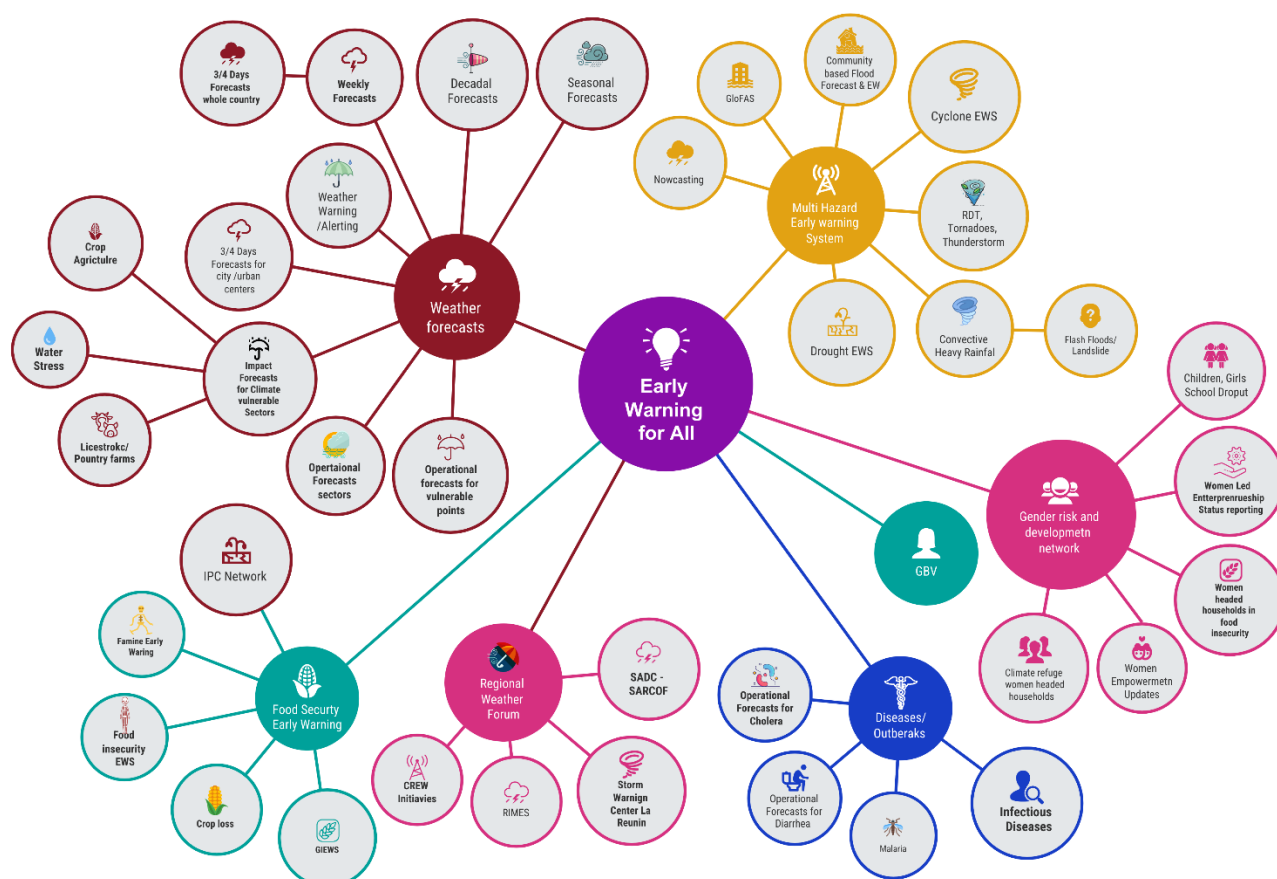 3/4 Days
Forecasts
whole country
Weekly
Forecasts
Decadal
Forecasts
Seasonal
Forecasts
Weather
Warning
/Alerting
3/4 Days
Forecasts for
city /urban
centers
Crop
Agrictulre
Water
Stress
Licestrokc/
Pountry farms
Impact
Forecasts
for Climate
vulnerable
Sectors
Weather
forecasts
Opertaional
Forecasts
sectors
Operational
forecasts for
vulnerable
points
GloFAS
Community
based Flood
Forecast & EW
Cyclone EWS
Nowcasting
Multi Hazard
Early warning
System
RDT,
Tornadoes,
Thunderstorm
Drought EWS
Convective
Heavy Rainfal
Flash Floods/
Landslide
?
Early
Warning
for All
Children, Girls
School Droput
Women Led
Entterprenrueship
Status reporting
Gender risk and
developmetn
network
Women
headed
households in
food
insecurity
Climate refuge
women headed
households
Women
Empowermetn
Updates
GBV
IPC Network
Famine Early
Waring
Food
insecurity
EWS
Crop loss
GIEWS
Food Securty
Early Warning
Regional
Weather
Forum
SADC -
SARCOF
CREW
Initiavies
RIMES
Storm
Warnign
Center La
Reunin
Operational
Forecasts for
Cholera
Diseases/
Outberaks
Operational
Forecasts for
Diarrhea
Malaria
Infectious
Diseases